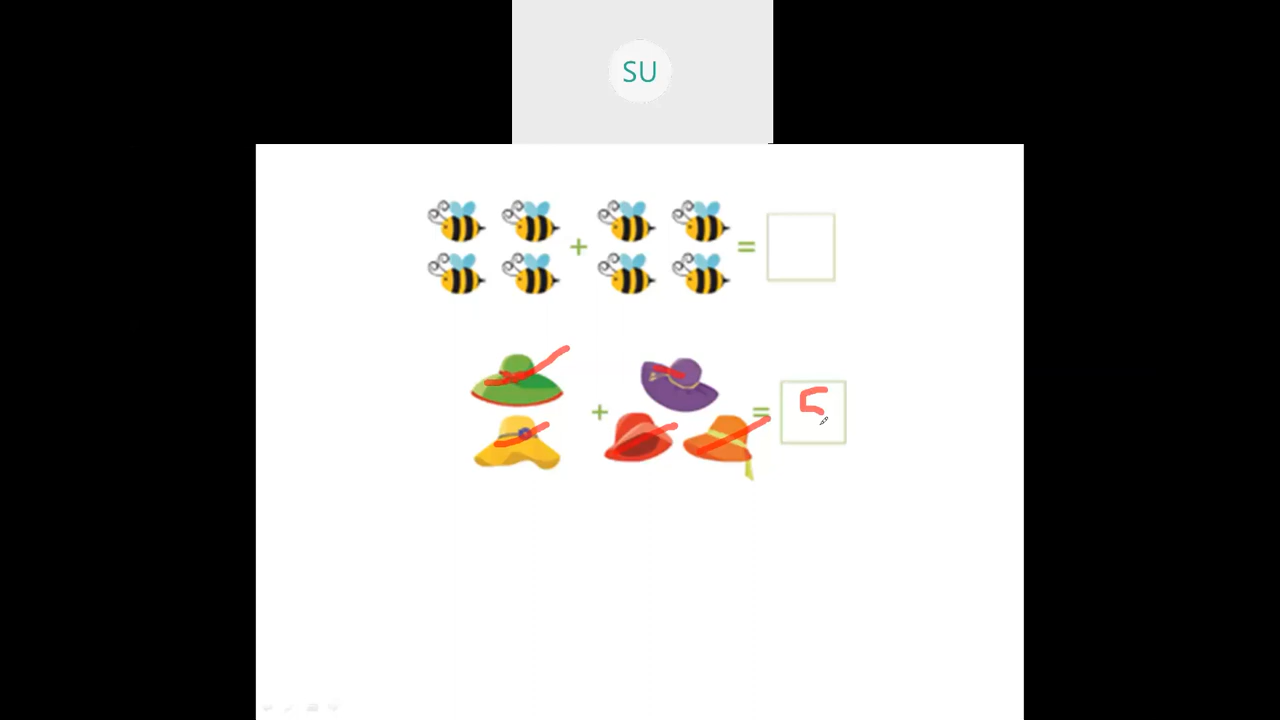 SU
+ =
+ = 5